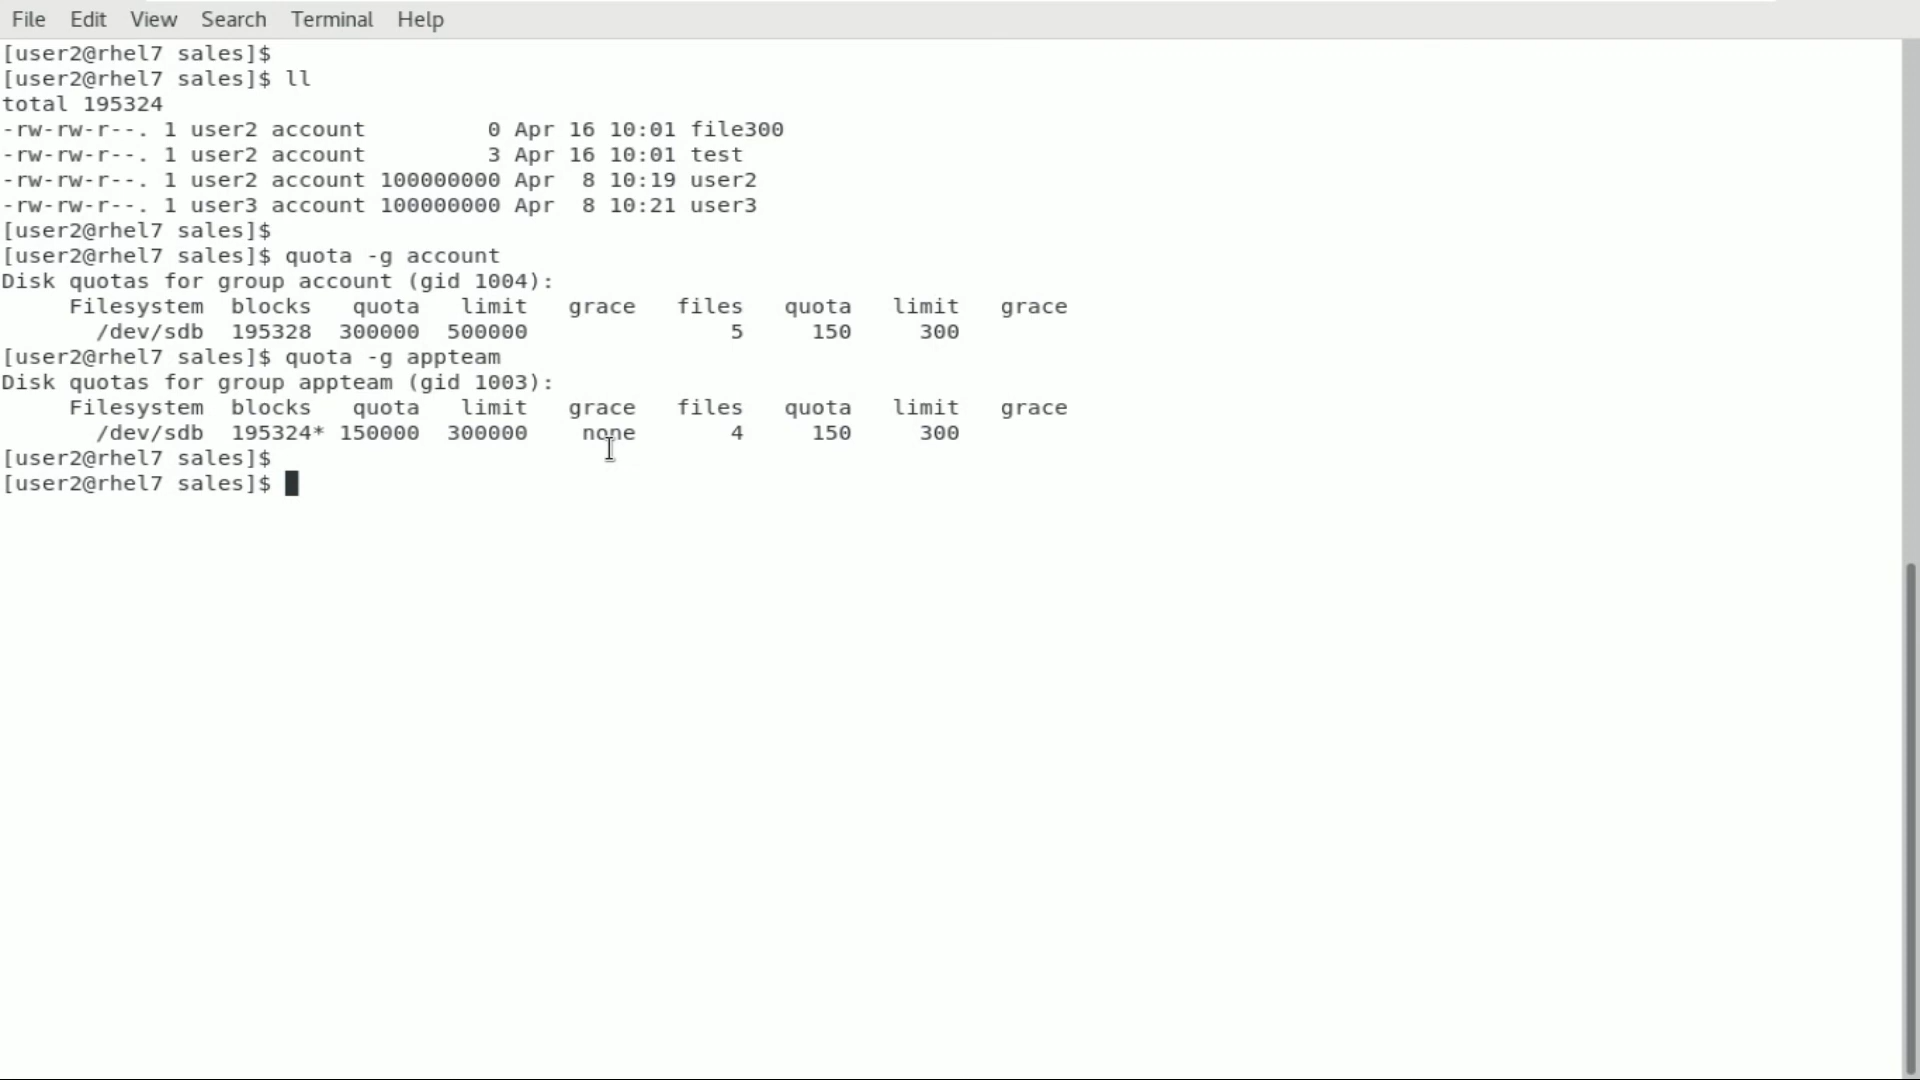 File Edit View Search Terminal Help
[user2@rhel7 sales]$
[user2@rhel7 sales]$ ll
total 195324
-rw-rw-r--. 1 user2 account         0 Apr 16 10:01 file300
-rw-rw-r--. 1 user2 account         3 Apr 16 10:01 test
-rw-rw-r--. 1 user2 account 100000000 Apr  8 10:19 user2
-rw-rw-r--. 1 user3 account 100000000 Apr  8 10:21 user3
[user2@rhel7 sales]$
[user2@rhel7 sales]$ quota -g account
Disk quotas for group account (gid 1004):
     Filesystem  blocks   quota   limit   grace   files   quota   limit   grace
       /dev/sdb  195328  300000  500000               5     150     300
[user2@rhel7 sales]$ quota -g appteam
Disk quotas for group appteam (gid 1003):
     Filesystem  blocks   quota   limit   grace   files   quota   limit   grace
       /dev/sdb  195324* 150000  300000    none       4     150     300
[user2@rhel7 sales]$
[user2@rhel7 sales]$